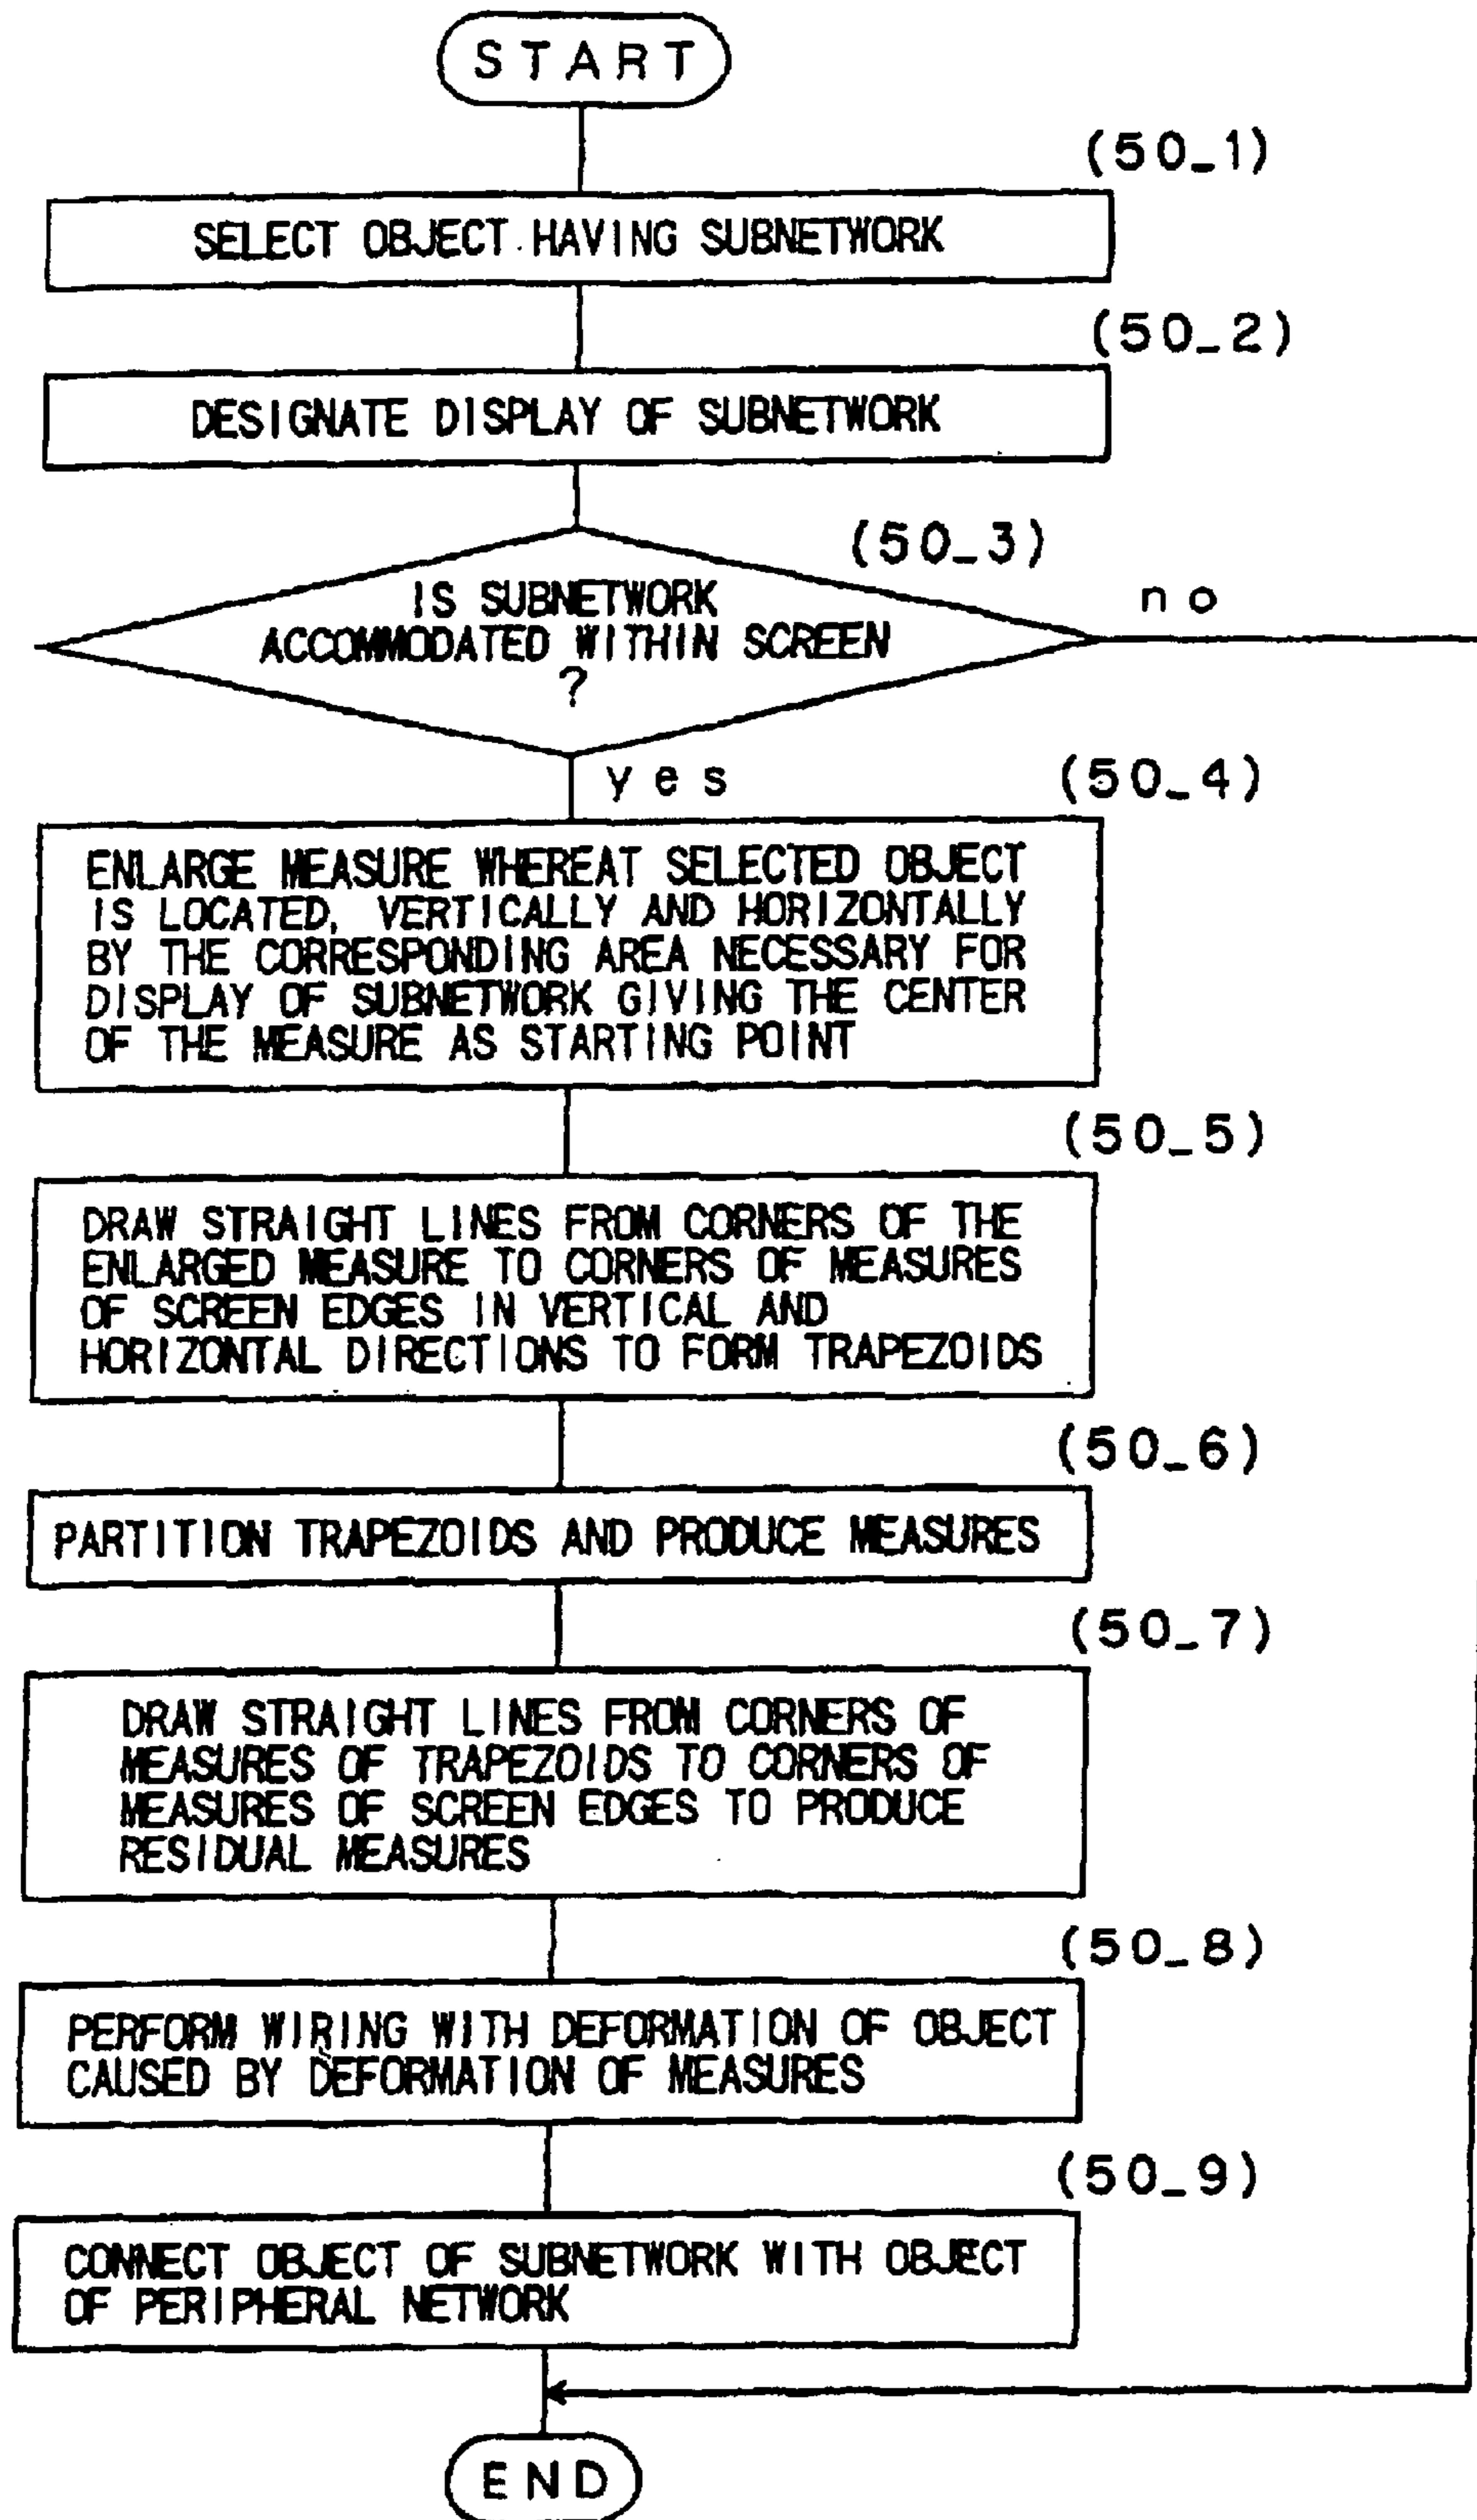 START
(50_1)
SELECT OBJECT HAVING SUBNETWORK
(50_2)
DESIGNATE DISPLAY OF SUBNETWORK
(50_3)
IS SUBNETWORK
ACCOMMODATED WITHIN SCREEN
?
no
yes
(50_4)
ENLARGE MEASURE WHEREAT SELECTED OBJECT
IS LOCATED, VERTICALLY AND HORIZONTALLY
BY THE CORRESPONDING AREA NECESSARY FOR
DISPLAY OF SUBNETWORK GIVING THE CENTER
OF THE MEASURE AS STARTING POINT
(50_5)
DRAW STRAIGHT LINES FROM CORNERS OF THE
ENLARGED MEASURE TO CORNERS OF MEASURES
OF SCREEN EDGES IN VERTICAL AND
HORIZONTAL DIRECTIONS TO FORM TRAPEZOIDS
(50_6)
PARTITION TRAPEZOIDS AND PRODUCE MEASURES
(50_7)
DRAW STRAIGHT LINES FROM CORNERS OF
MEASURES OF TRAPEZOIDS TO CORNERS OF
MEASURES OF SCREEN EDGES TO PRODUCE
RESIDUAL MEASURES
(50_8)
PERFORM WIRING WITH DEFORMATION OF OBJECT
CAUSED BY DEFORMATION OF MEASURES
(50_9)
CONNECT OBJECT OF SUBNETWORK WITH OBJECT
OF PERIPHERAL NETWORK
END